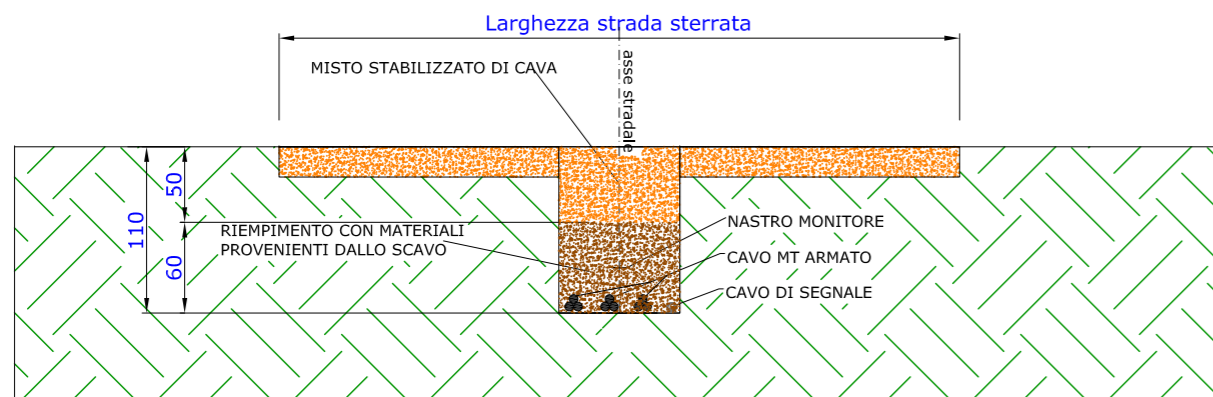 Larghezza strada sterrata
asse stradale
MISTO STABILIZZATO DI CAVA
50
110
60
RIEMPIMENTO CON MATERIALI
PROVENIENTI DALLO SCAVO
NASTRO MONITORE
CAVO MT ARMATO
CAVO DI SEGNALE